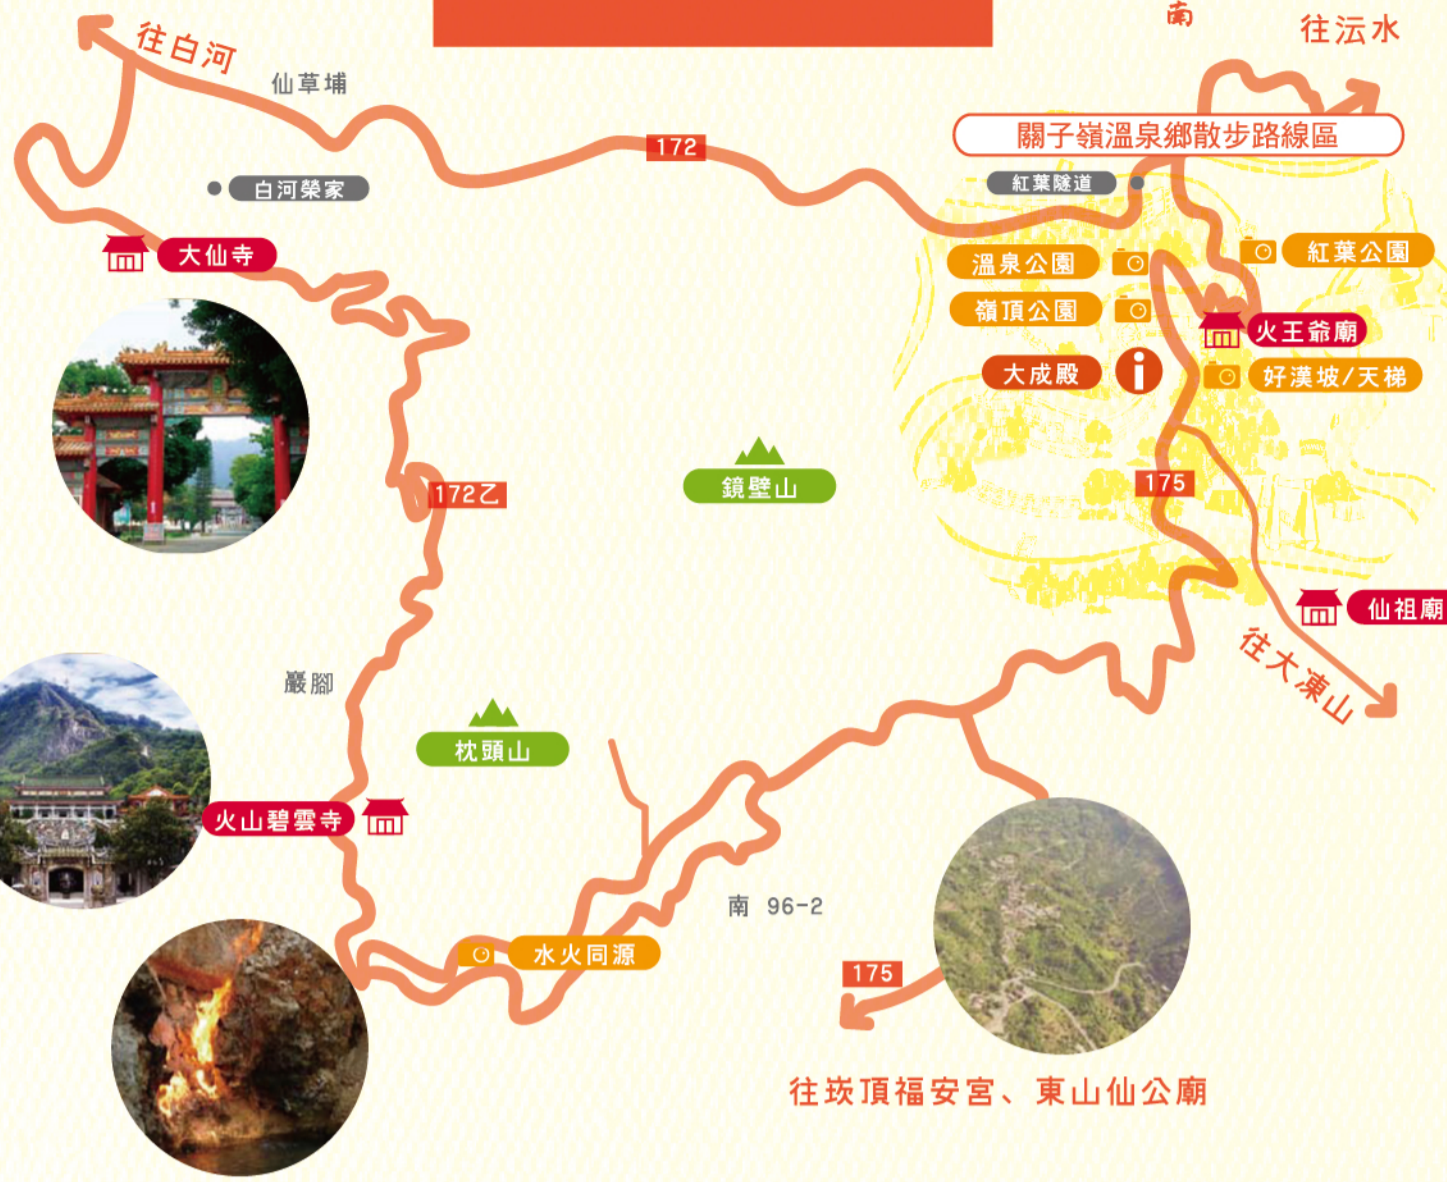 南
往沄水
往白河
仙草埔
172
關子嶺溫泉鄉散步路線區
白河榮家
紅葉隧道
大仙寺
溫泉公園
紅葉公園
嶺頂公園
火王爺廟
大成殿
i
好漢坡/天梯
鏡壁山
172乙
175
仙祖廟
往大凍山
巖腳
枕頭山
火山碧雲寺
南 96-2
水火同源
175
往崁頂福安宮、東山仙公廟